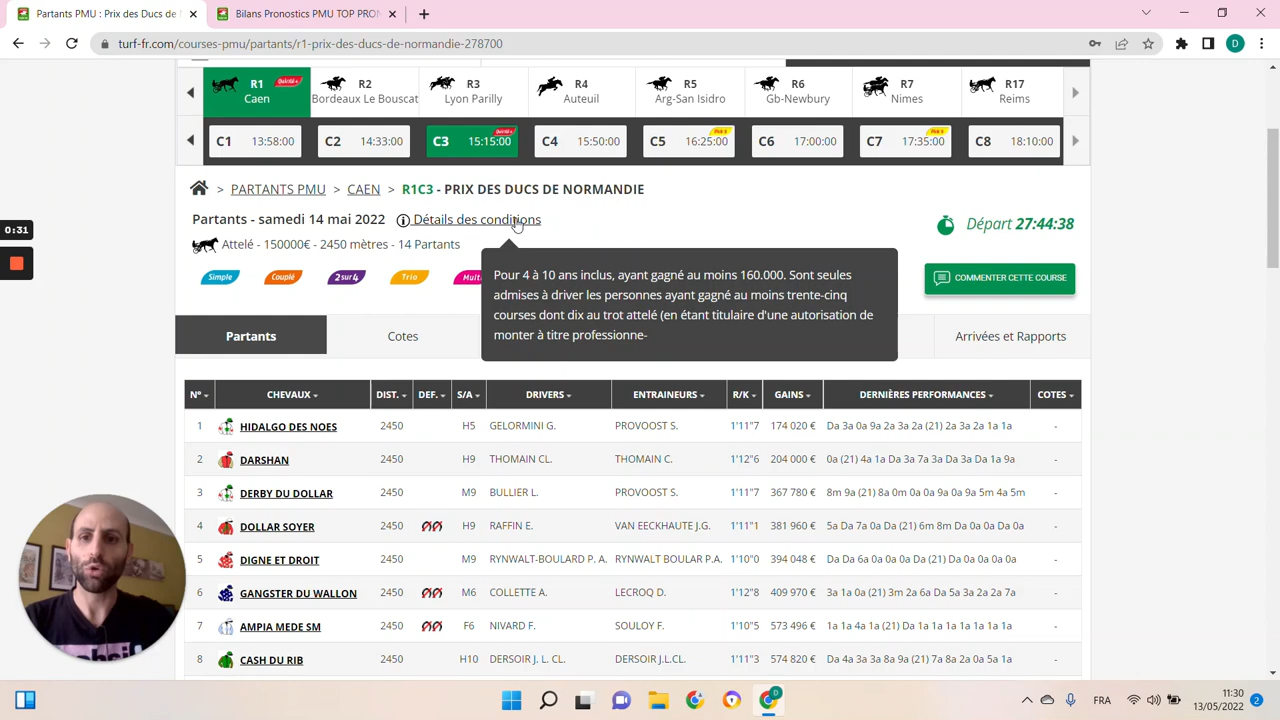 Partants PMU : Prix des Ducs de
Bilans Pronostics PMU TOP PRON
turf-fr.com/courses-pmu/partants/r1-prix-des-ducs-de-normandie-278700
D
R1 Quinté+
Caen
R2
Bordeaux Le Bouscat
R3
Lyon Parilly
R4
Auteuil
R5
Arg-San Isidro
R6
Gb-Newbury
R7
Nimes
R17
Reims
C1 13:58:00
C2 14:33:00
C3 15:15:00 Quinté+
C4 15:50:00
C5 16:25:00 Pick 5
C6 17:00:00
C7 17:35:00 Pick 5
C8 18:10:00
> PARTANTS PMU > CAEN > R1C3 - PRIX DES DUCS DE NORMANDIE
Partants - samedi 14 mai 2022 Détails des conditions
Départ 27:44:38
0:31
Attelé - 150000€ - 2450 mètres - 14 Partants
Simple Couplé 2 sur 4 Trio Mult
Pour 4 à 10 ans inclus, ayant gagné au moins 160.000. Sont seules
admises à driver les personnes ayant gagné au moins trente-cinq
courses dont dix au trot attelé (en étant titulaire d'une autorisation de
monter à titre professionne-
COMMENTER CETTE COURSE
Partants Cotes Arrivées et Rapports
N° CHEVAUX DIST. DEF. S/A DRIVERS ENTRAINEURS R/K GAINS DERNIÈRES PERFORMANCES COTES
1 HIDALGO DES NOES 2450 H5 GELORMINI G. PROVOOST S. 1'11"7 174 020 € Da 3a 0a 9a 2a 3a 2a (21) 2a 3a 2a 1a 1a -
2 DARSHAN 2450 H9 THOMAIN CL. THOMAIN C. 1'12"6 204 000 € 0a (21) 4a 1a Da 3a 7a 3a Da 3a Da 1a 9a -
3 DERBY DU DOLLAR 2450 M9 BULLIER L. PROVOOST S. 1'11"7 367 780 € 8m 9a (21) 8a 0m 0a 0a 9a 0a 9a 5m 4a 5m -
4 DOLLAR SOYER 2450 H9 RAFFIN E. VAN EECKHAUTE J.G. 1'11"1 381 960 € 5a Da 7a 0a Da (21) 6m 8m Da 0a 0a Da 0a -
5 DIGNE ET DROIT 2450 M9 RYNWALT-BOULARD P. A. RYNWALT BOULAR P.A. 1'10"0 394 048 € Da Da 6a 0a 0a 0a Da (21) Da 0a 0a 0a 0a -
6 GANGSTER DU WALLON 2450 M6 COLLETTE A. LECROQ D. 1'12"8 409 970 € 3a 1a 0a (21) 3m 2a 6a Da 5a 3a 2a 2a 7a -
7 AMPIA MEDE SM 2450 F6 NIVARD F. SOULOY F. 1'10"5 573 496 € 1a 1a 4a 1a (21) Da 1a 1a 1a 1a 1a 1a 1a -
8 CASH DU RIB 2450 H10 DERSOIR J. L. CL. DERSOIR J.L.CL. 1'11"3 574 820 € Da 4a 3a 3a 8a 9a (21) 7a 8a 2a 0a 5a 1a -
FRA
11:30
13/05/2022
2